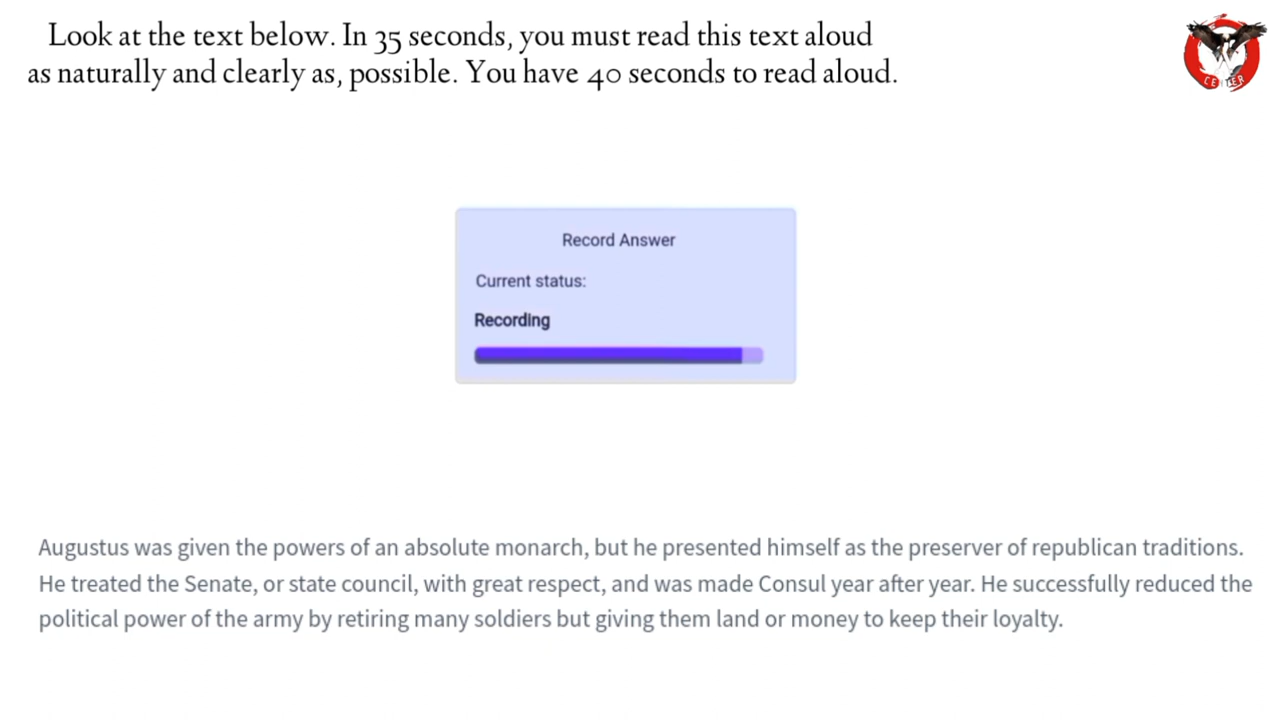 Look at the text below. In 35 seconds, you must read this text aloud
as naturally and clearly as, possible. You have 40 seconds to read aloud.
Record Answer
Current status:
Recording
Augustus was given the powers of an absolute monarch, but he presented himself as the preserver of republican traditions.
He treated the Senate, or state council, with great respect, and was made Consul year after year. He successfully reduced the
political power of the army by retiring many soldiers but giving them land or money to keep their loyalty.